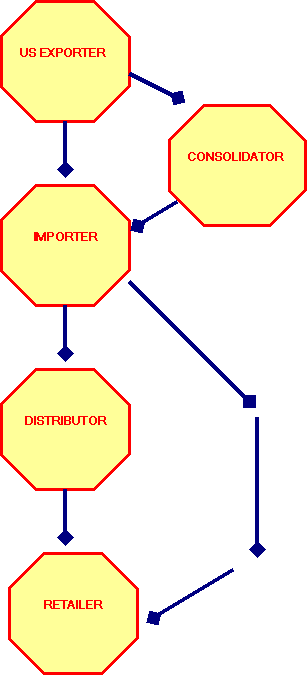 US EXPORTER
CONSOLIDATOR
IMPORTER
DISTRIBUTOR
RETAILER